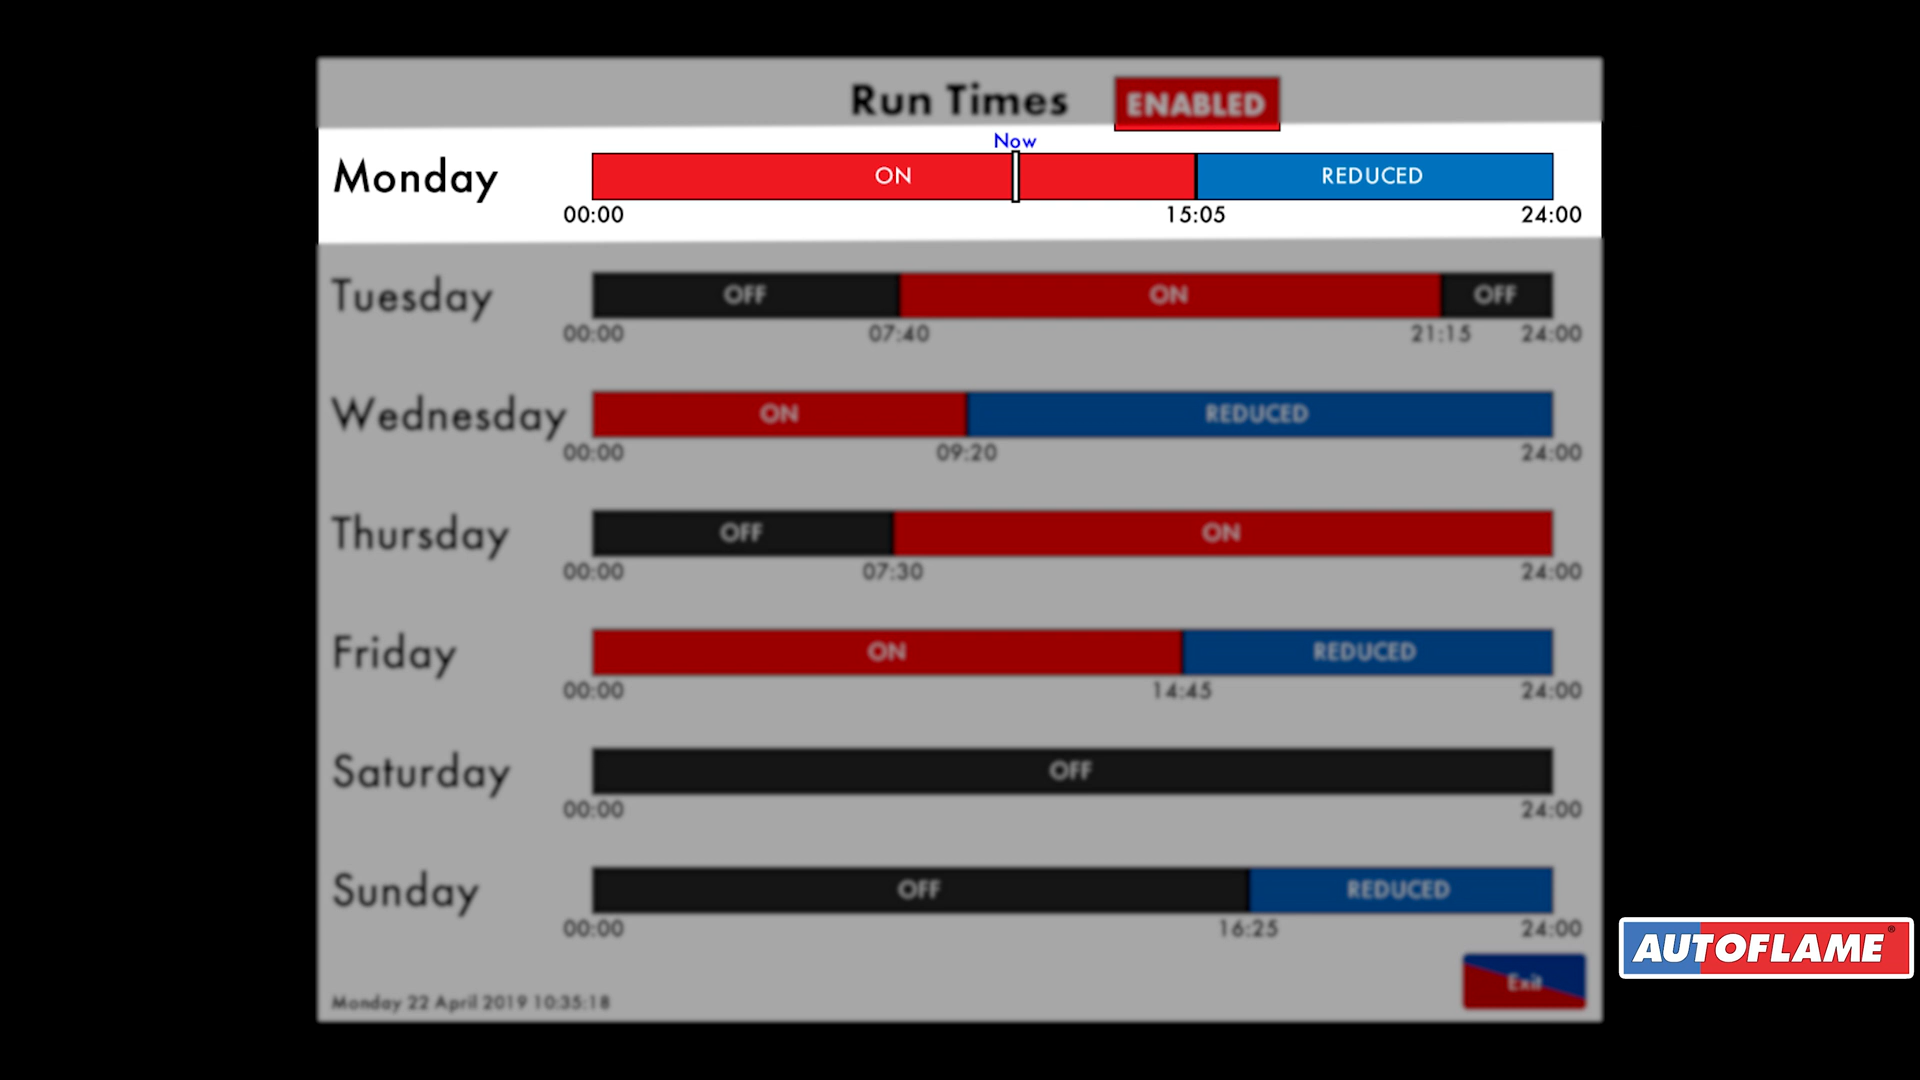 Run Times ENABLED
Now
Monday ON REDUCED
00:00 15:05 24:00
Tuesday OFF ON OFF
00:00 07:40 21:15 24:00
Wednesday ON REDUCED
00:00 09:20 24:00
Thursday OFF ON
00:00 07:30 24:00
Friday ON REDUCED
00:00 14:45 24:00
Saturday OFF
00:00 24:00
Sunday OFF REDUCED
00:00 16:25 24:00
AUTOFLAME®
Exit
Monday 22 April 2019 10:35:18